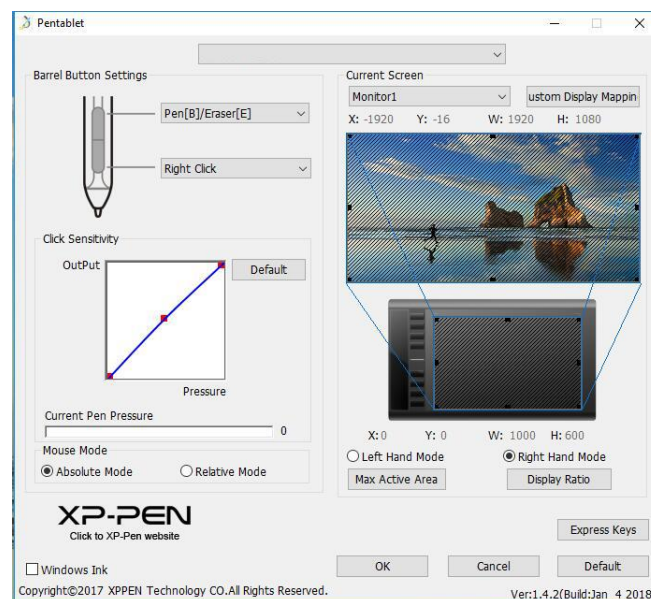 Pentablet
Barrel Button Settings
Pen[B]/Eraser[E]
Right Click
Click Sensitivity
OutPut
Default
Pressure
Current Pen Pressure
0
Mouse Mode
Absolute Mode
Relative Mode
XP-PEN
Click to XP-Pen website
Windows Ink
Copyright©2017 XPPEN Technology CO.All Rights Reserved.
Current Screen
Monitor1
ustom Display Mappin
X: -1920 Y: -16 W: 1920 H: 1080
X: 0 Y: 0 W: 1000 H: 600
Left Hand Mode
Right Hand Mode
Max Active Area
Display Ratio
Express Keys
OK
Cancel
Default
Ver:1.4.2(Build:Jan 4 2018